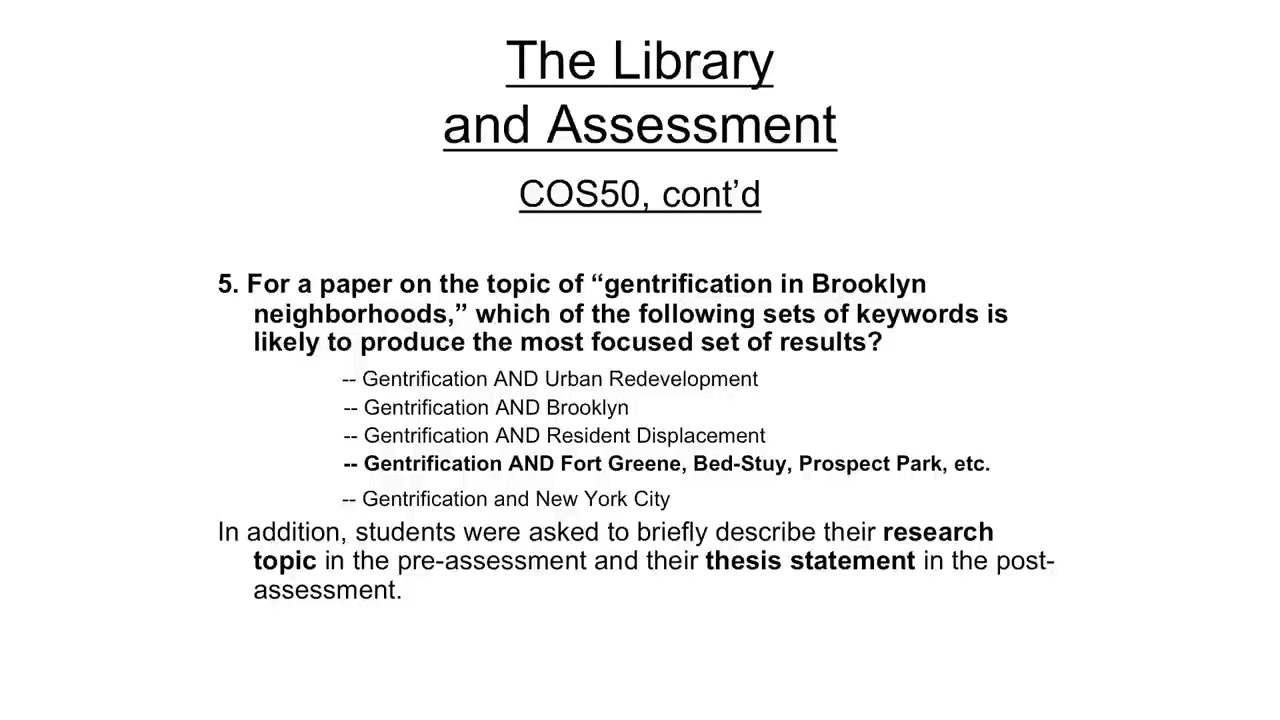 The Library
and Assessment
COS50, cont’d
5. For a paper on the topic of “gentrification in Brooklyn
neighborhoods,” which of the following sets of keywords is
likely to produce the most focused set of results?
-- Gentrification AND Urban Redevelopment
-- Gentrification AND Brooklyn
-- Gentrification AND Resident Displacement
-- Gentrification AND Fort Greene, Bed-Stuy, Prospect Park, etc.
-- Gentrification and New York City
In addition, students were asked to briefly describe their research
topic in the pre-assessment and their thesis statement in the post-
assessment.